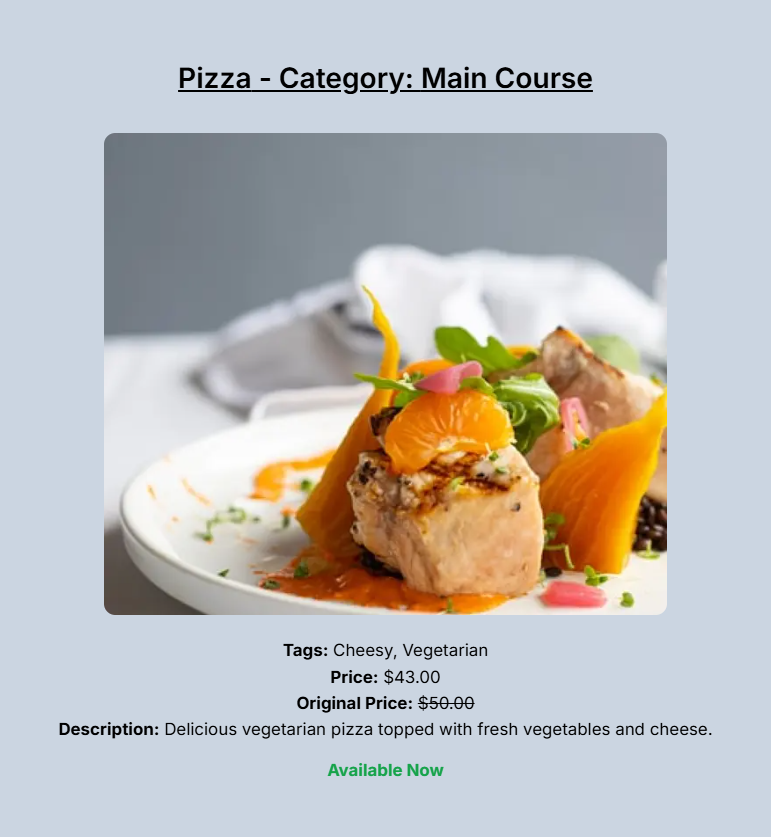 Pizza - Category: Main Course
Tags: Cheesy, Vegetarian
Price: $43.00
Original Price: $50.00
Description: Delicious vegetarian pizza topped with fresh vegetables and cheese.
Available Now